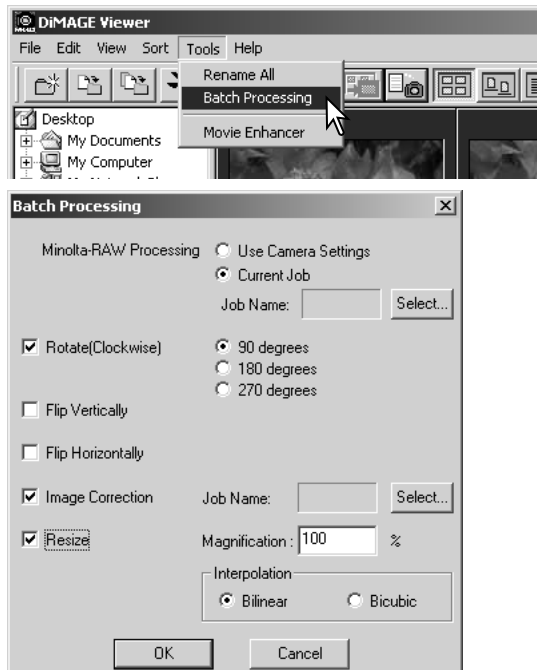 DiMAGE Viewer
File Edit View Sort Tools Help
Rename All
Batch Processing
Movie Enhancer
Desktop
My Documents
My Computer
Batch Processing
Minolta-RAW Processing Use Camera Settings
Current Job
Job Name: Select...
Rotate(Clockwise) 90 degrees
180 degrees
270 degrees
Flip Vertically
Flip Horizontally
Image Correction Job Name: Select...
Resize Magnification : 100 %
Interpolation
Bilinear Bicubic
OK Cancel